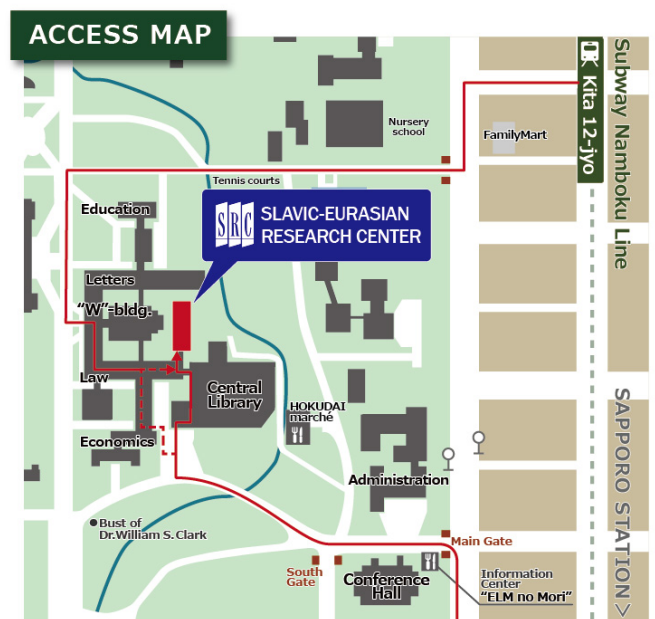 ACCESS MAP
Subway Namboku Line
Kita 12-jyo
Nursery
school
FamilyMart
Tennis courts
Education
SRC
SLAVIC-EURASIAN
RESEARCH CENTER
Letters
"W"-bldg.
Law
Central
Library
HOKUDAI
marché
Economics
Administration
SAPPORO STATION>
Bust of
Dr.William S.Clark
Main Gate
South
Gate
Conference
Hall
Information
Center
"ELM no Mori"